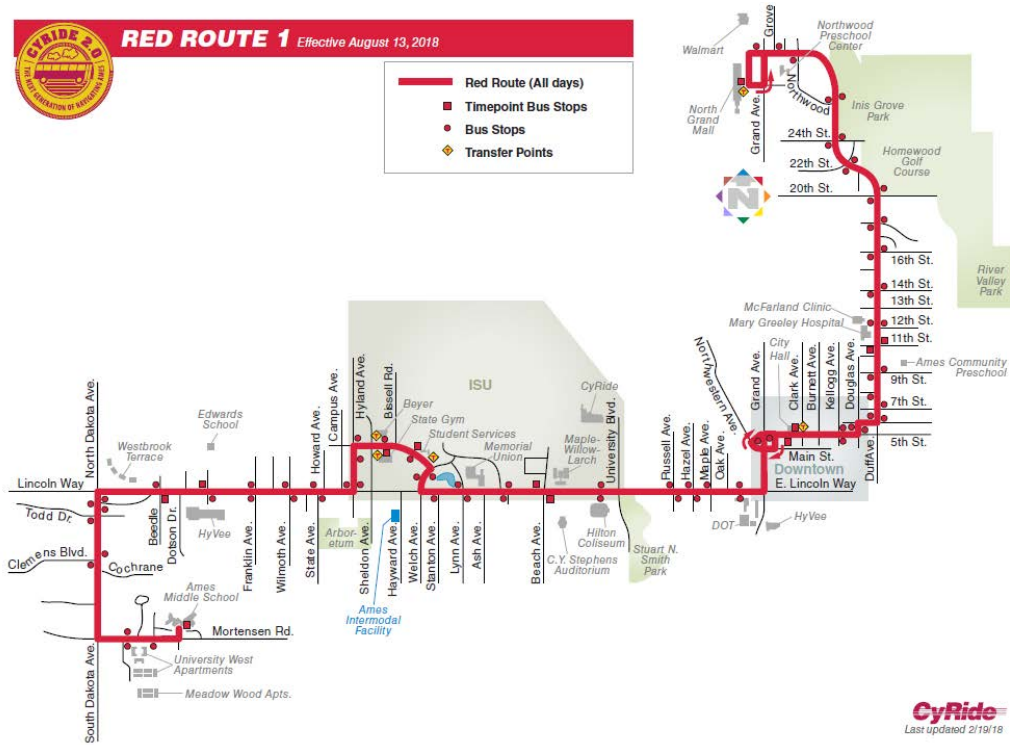 CYRIDE 2.0
THE NEXT GENERATION OF NAVIGATING AMES
RED ROUTE 1 Effective August 13, 2018
Red Route (All days)
Timepoint Bus Stops
Bus Stops
Transfer Points
Walmart
Grove
Northwood
Preschool
Center
North
Grand
Mall
Grand Ave.
Northwood
Inis Grove
Park
24th St.
22th St.
20th St.
Homewood
Golf
Course
N
16th St.
14th St.
13th St.
12th St.
11th St.
9th St.
7th St.
5th St.
River
Valley
Park
McFarland Clinic
Mary Greeley Hospital
Ames Community
Preschool
City
Hall
Northwestern Ave.
Grand Ave.
Clark Ave.
Burnett Ave.
Kellogg Ave.
Douglas Ave.
Duff Ave.
Main St.
Downtown
E. Lincoln Way
ISU
CyRide
University Blvd.
Hyland Ave.
Bissell Rd.
Beyer
State Gym
Student Services
Memorial
Union
Maple-
Willow-
Larch
Russell Ave.
Hazel Ave.
Maple Ave.
Oak Ave.
North Dakota Ave.
Edwards
School
Westbrook
Terrace
Howard Ave.
Campus Ave.
Lincoln Way
Todd Dr.
Beedle
Dotson Dr.
HyVee
Franklin Ave.
Wilmoth Ave.
State Ave.
Arbor-
etum
Sheldon Ave.
Hayward Ave.
Welch Ave.
Stanton Ave.
Lynn Ave.
Ash Ave.
Beach Ave.
C.Y. Stephens
Auditorium
Hilton
Coliseum
Stuart N.
Smith
Park
DOT
HyVee
Clemens Blvd.
Cochrane
Ames
Intermodal
Facility
Ames
Middle School
Mortensen Rd.
South Dakota Ave.
University West
Apartments
Meadow Wood Apts.
CyRide
Last updated 2/19/18